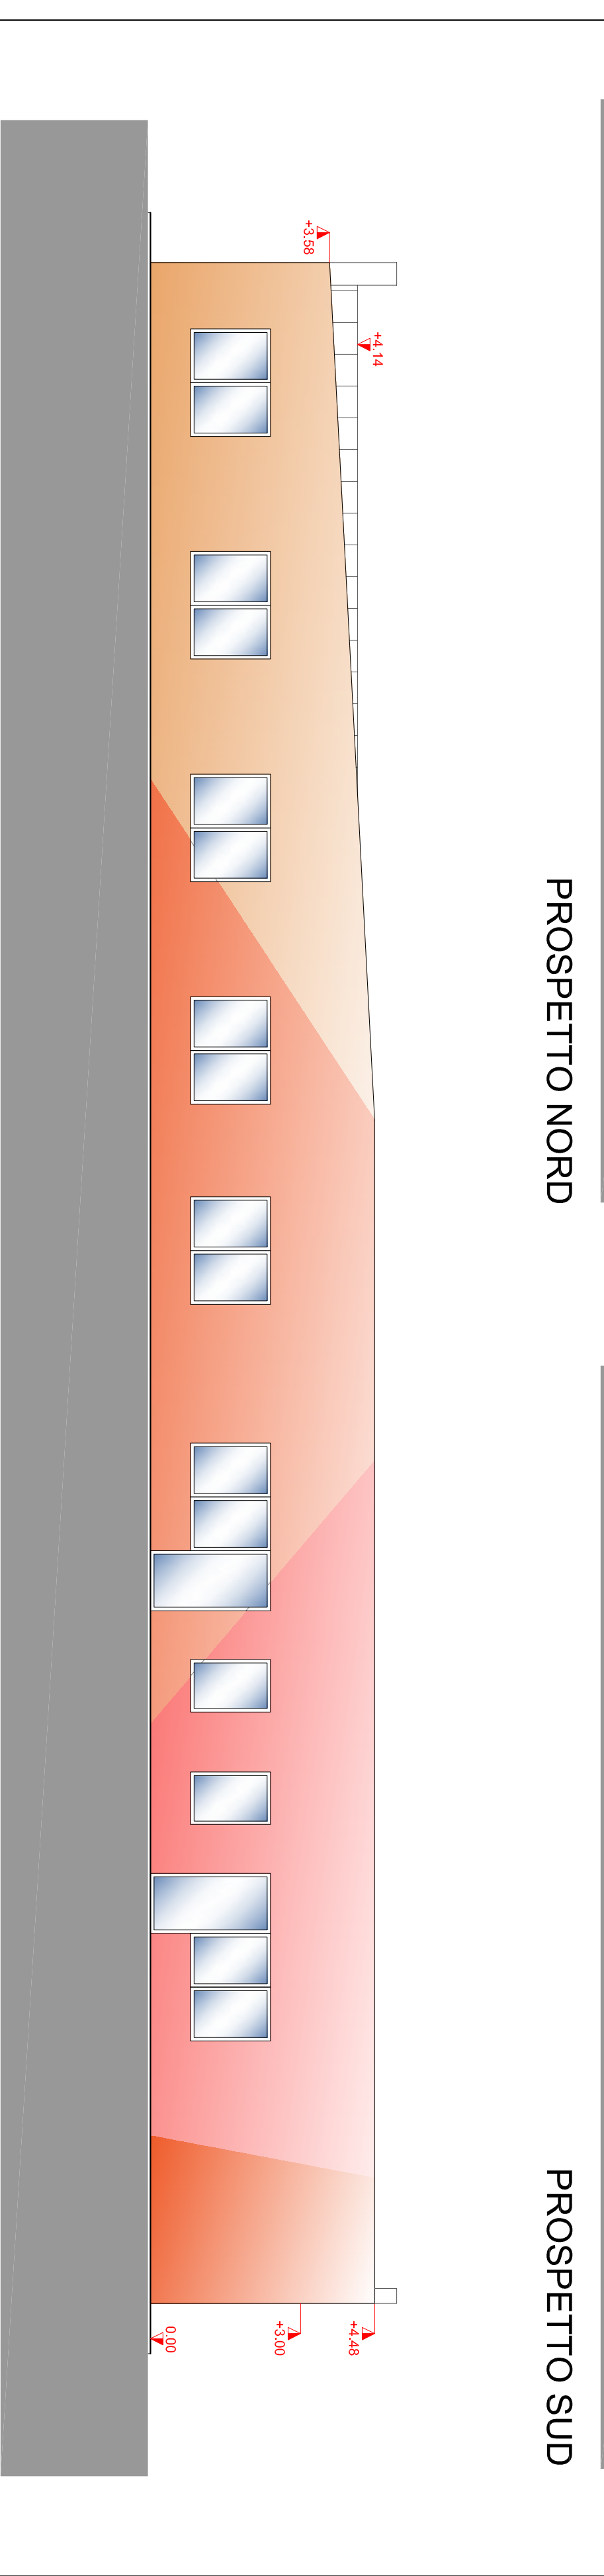 PROSPETTO NORD
PROSPETTO SUD
+4.14
+3.58
+4.48
+3.00
0.00